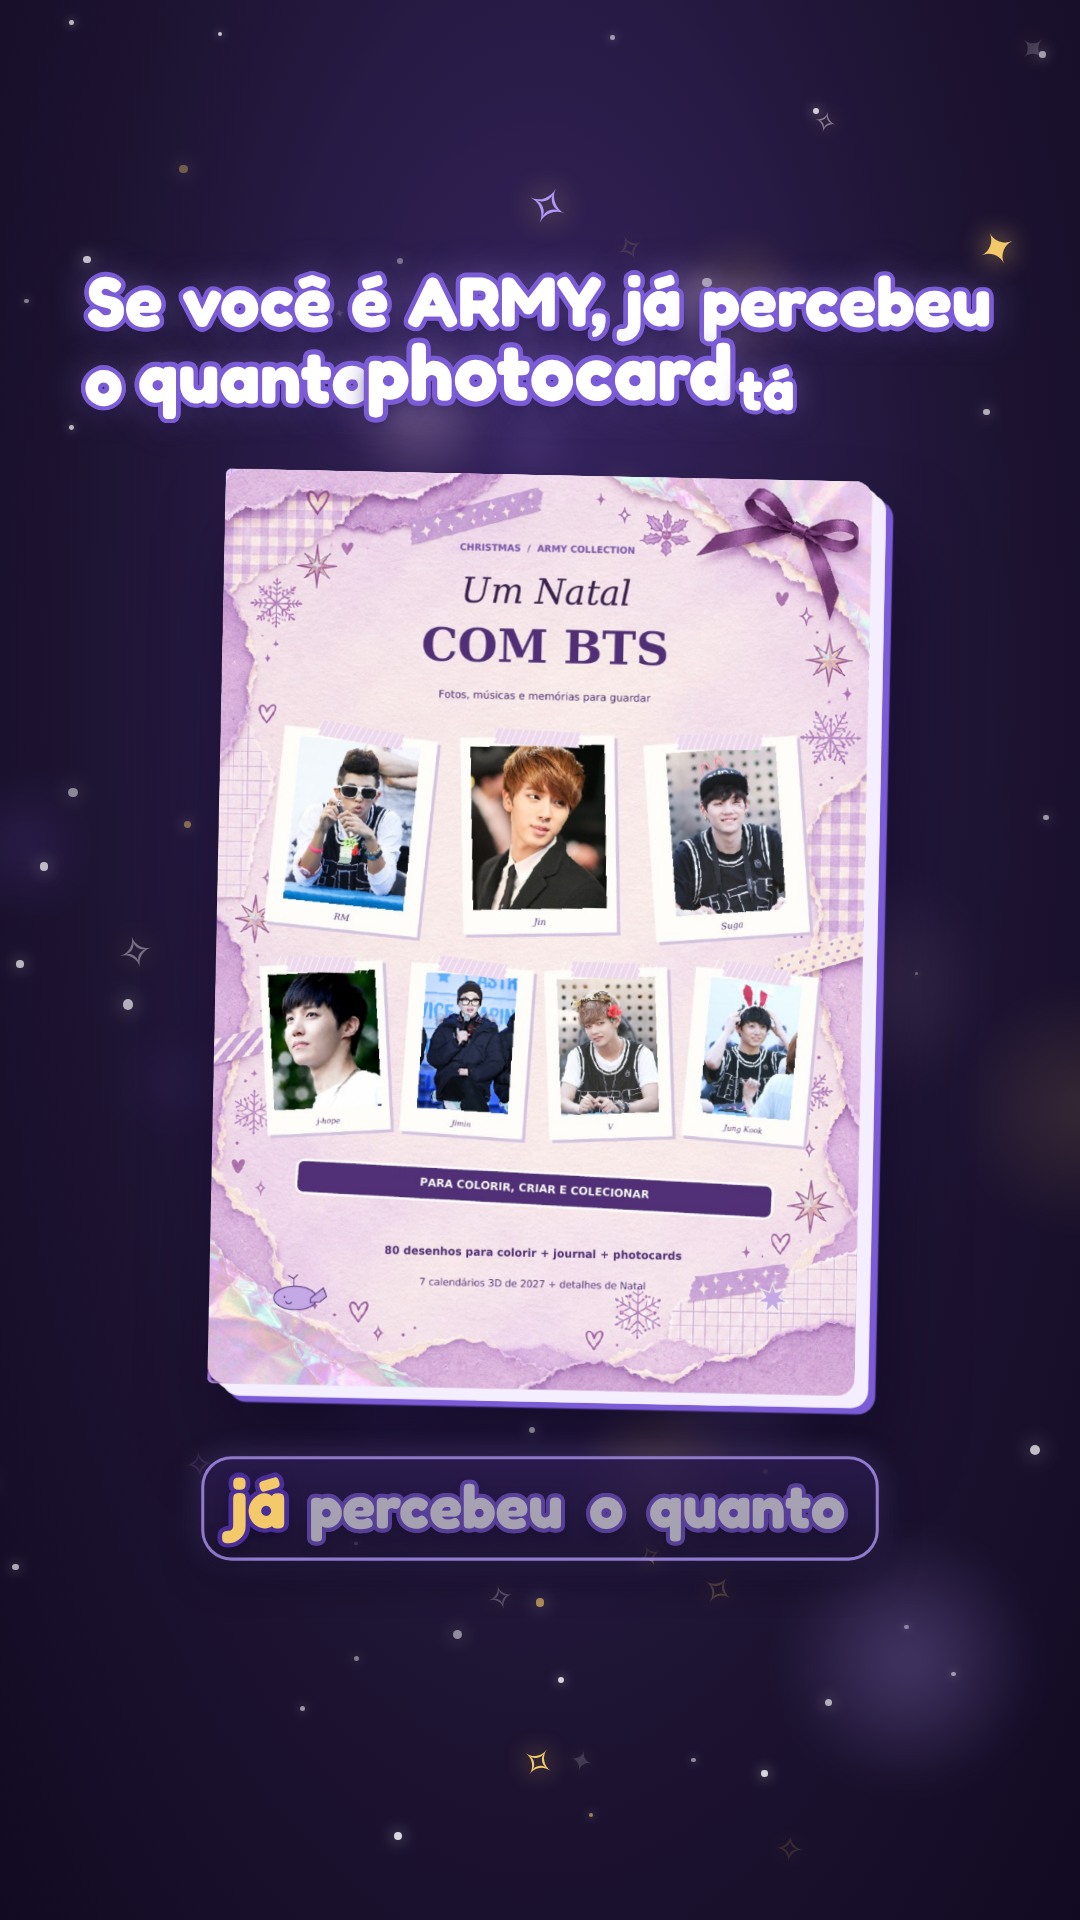 Se você é ARMY, já percebeu
o quanto photocard tá
CHRISTMAS / ARMY COLLECTION
Um Natal
COM BTS
Fotos, músicas e memórias para guardar
RM
Jin
Suga
j-hope
Jimin
V
Jung Kook
PARA COLORIR, CRIAR E COLECIONAR
80 desenhos para colorir + journal + photocards
7 calendários 3D de 2027 + detalhes de Natal
já percebeu o quanto